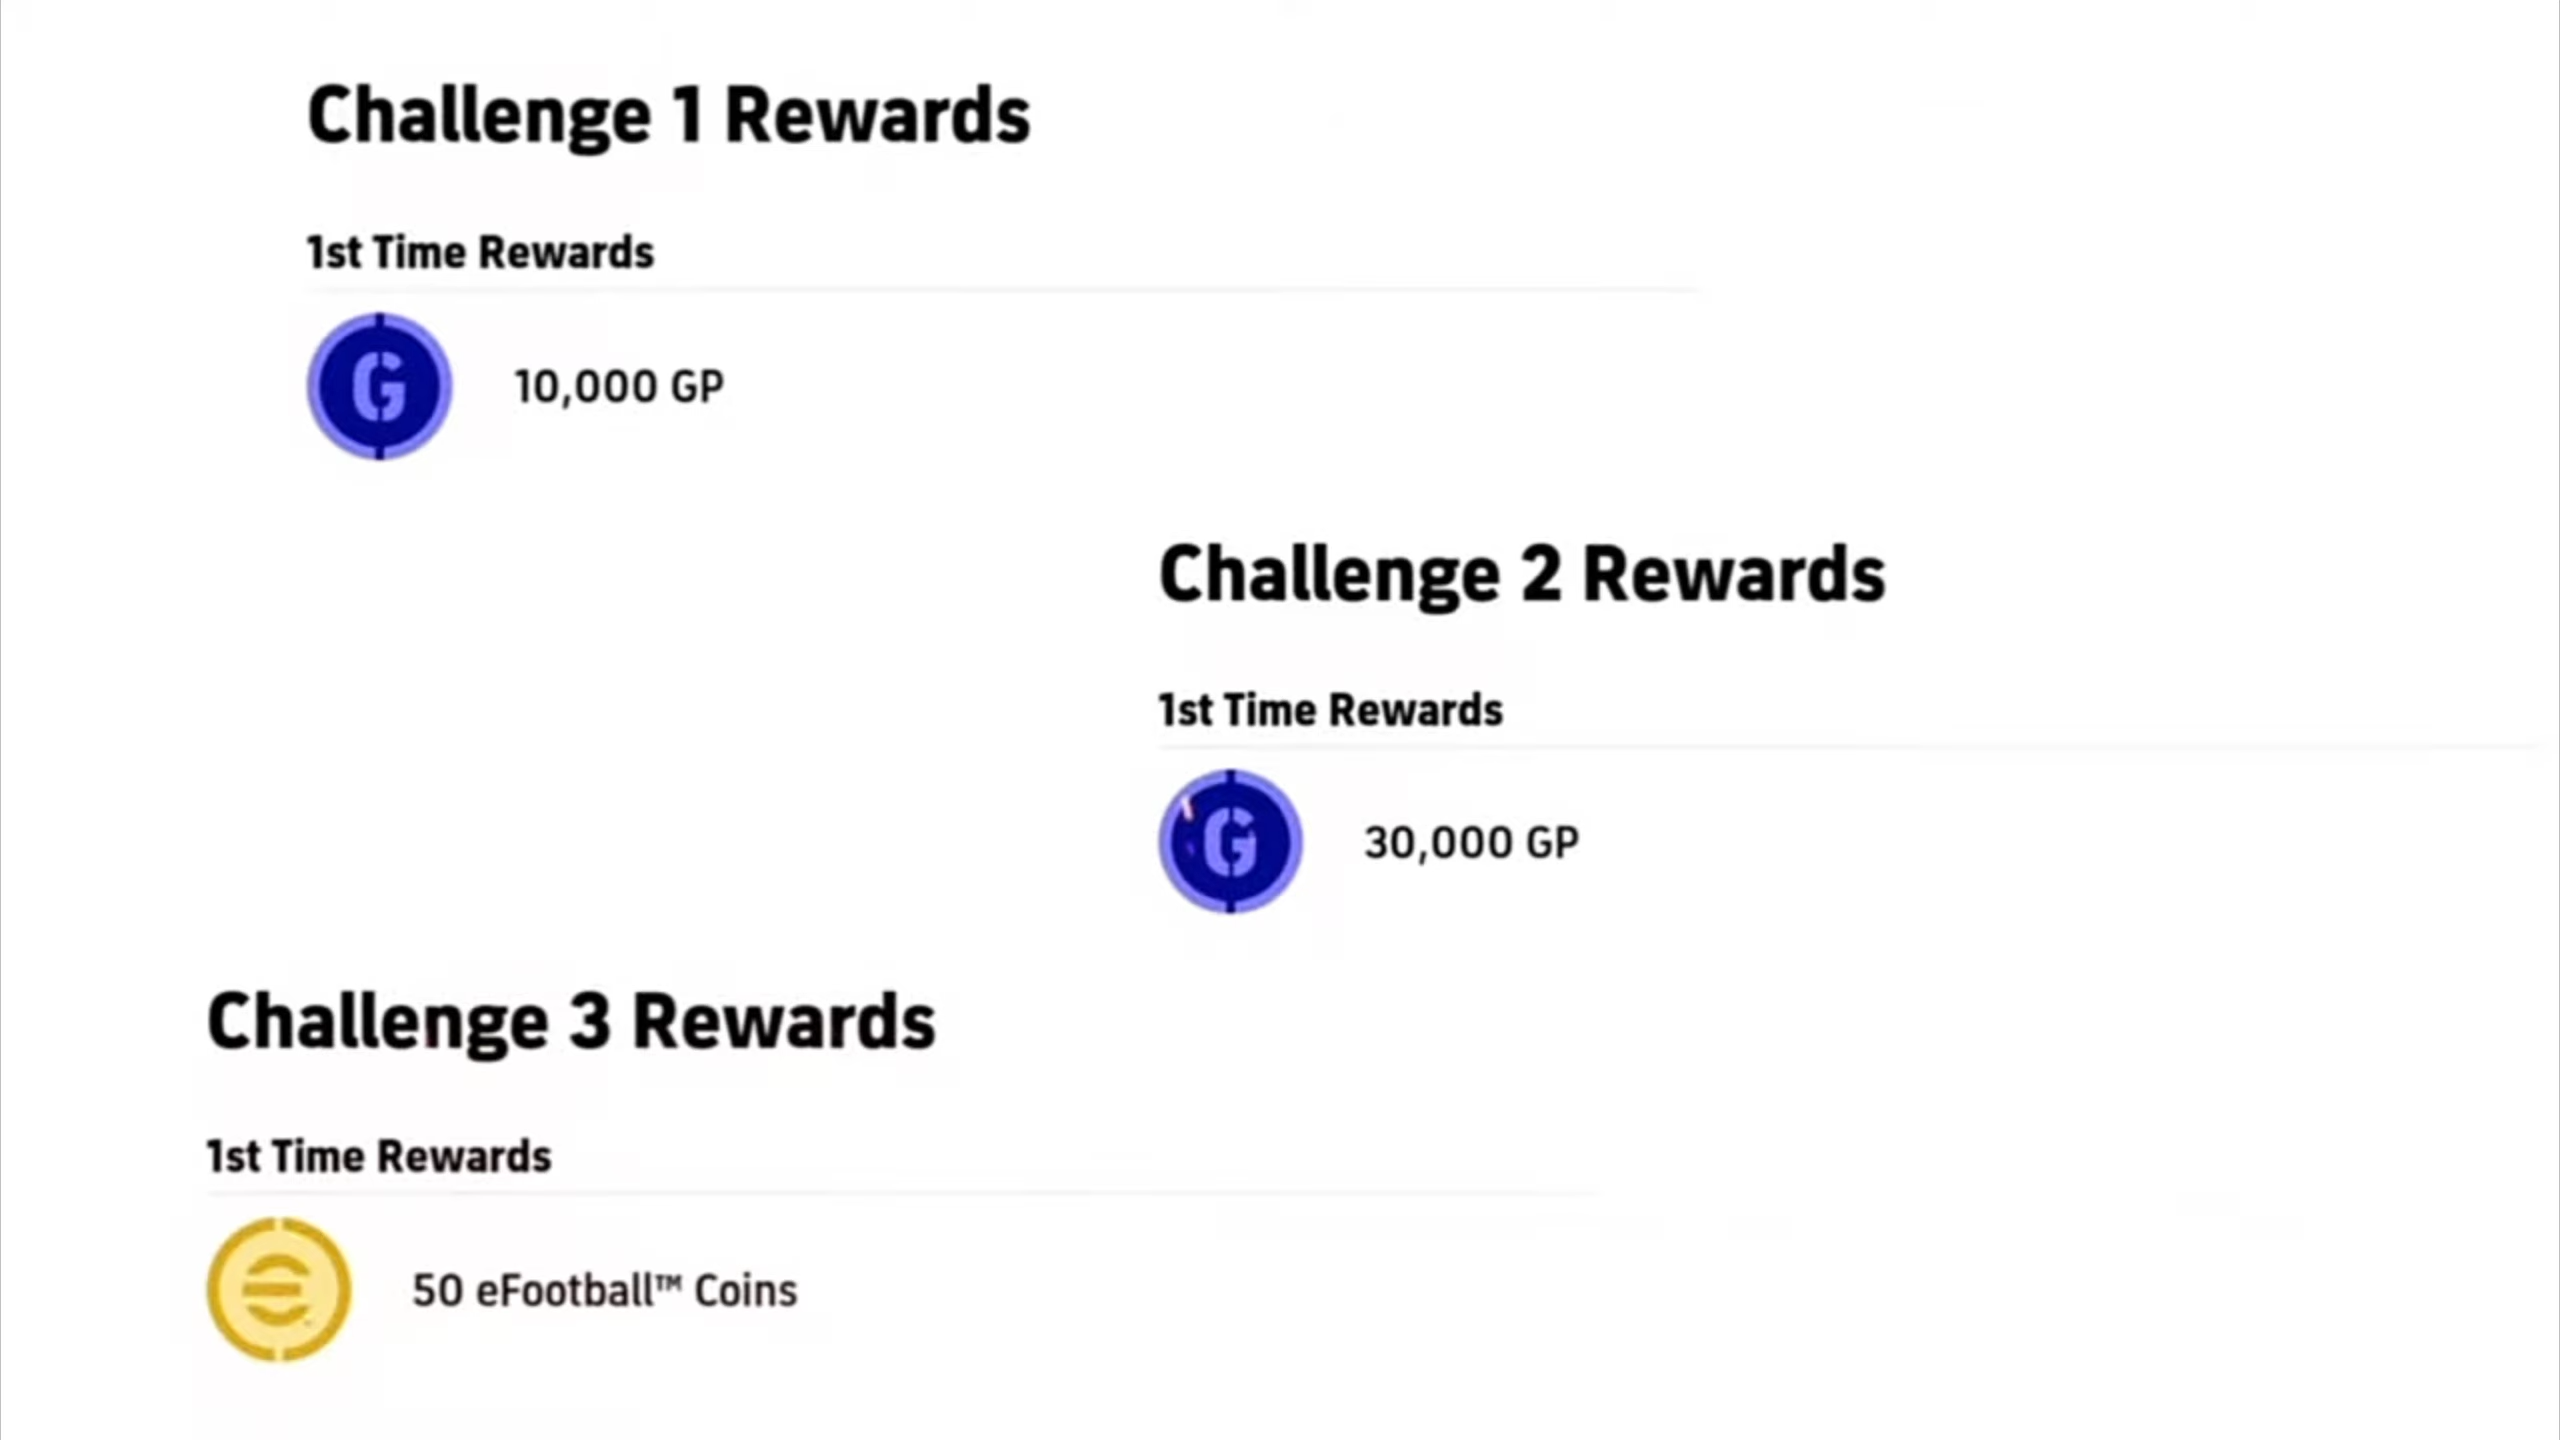 Challenge 1 Rewards
1st Time Rewards
G
10,000 GP
Challenge 2 Rewards
1st Time Rewards
G
30,000 GP
Challenge 3 Rewards
1st Time Rewards
50 eFootball™ Coins